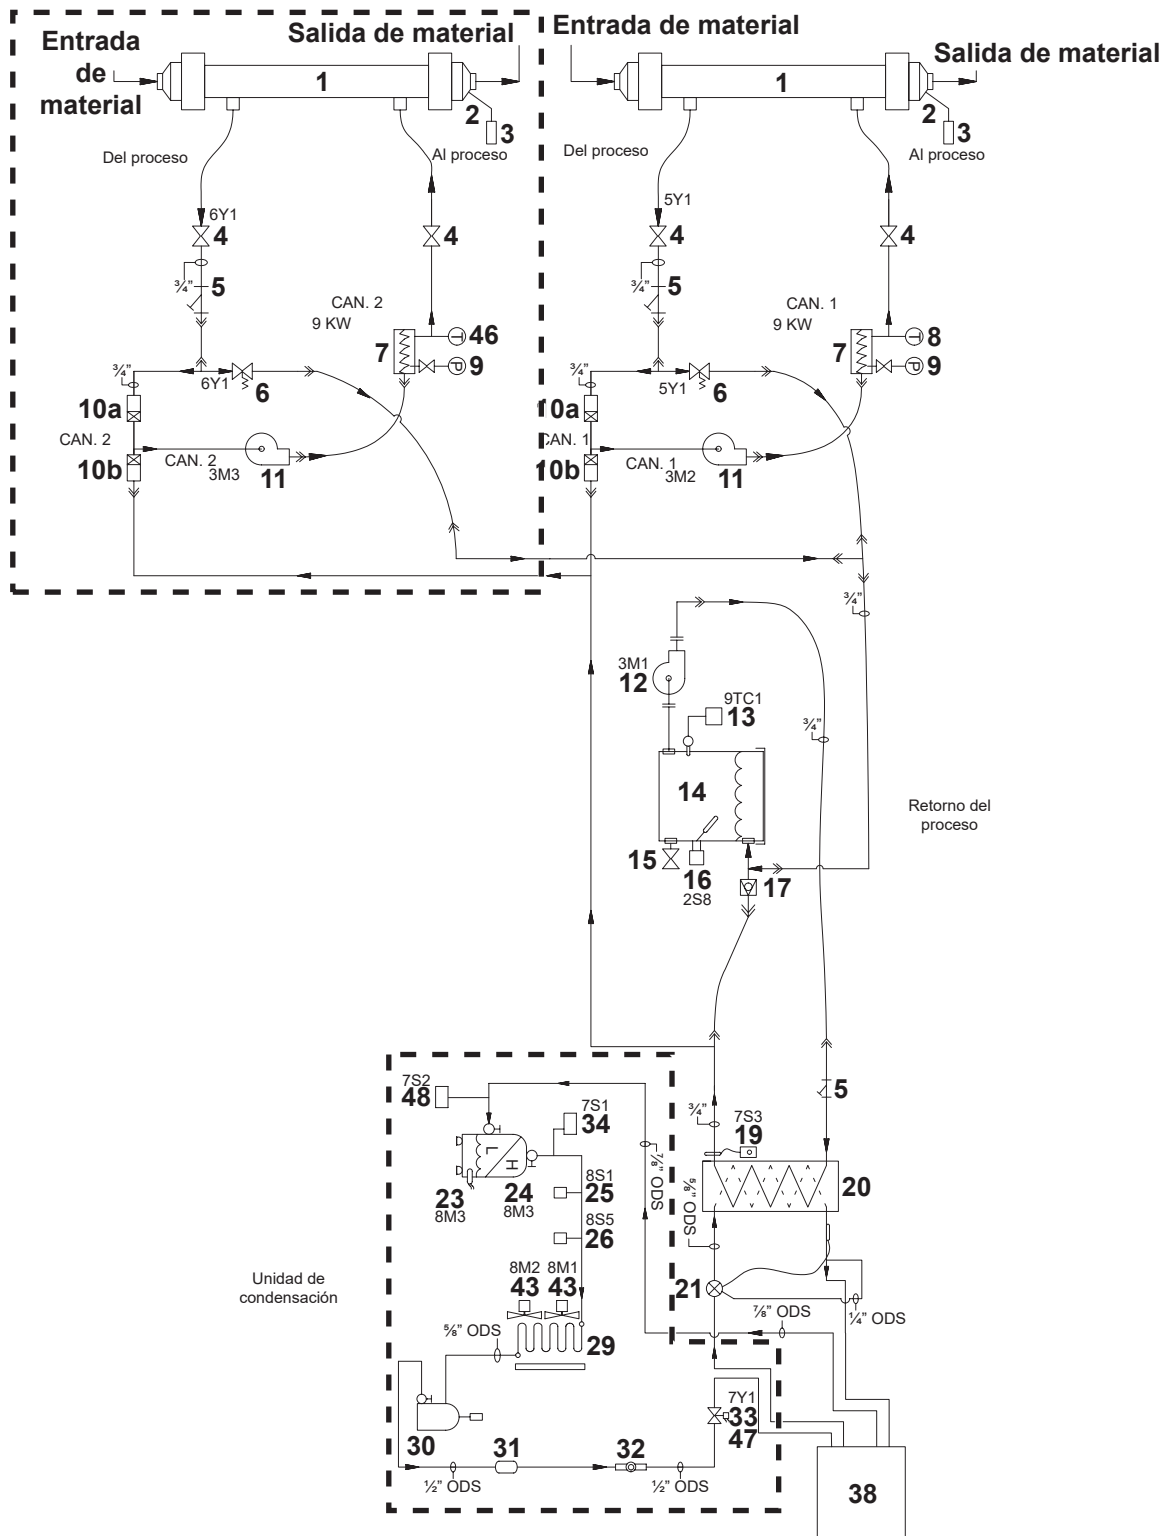 Entrada
de
material
Salida de material
Entrada de material
Salida de material
1
2
3
1
2
3
Del proceso
Al proceso
Del proceso
Al proceso
6Y1
4
4
5Y1
4
4
¾"
5
¾"
5
CAN. 2
9 KW
7
46
9
CAN. 1
9 KW
7
8
9
¾"
6Y1
6
¾"
5Y1
6
10a
10a
CAN. 2
10b
CAN. 2
3M3
11
CAN. 1
10b
CAN. 1
3M2
11
¾"
3M1
12
9TC1
13
¾"
14
Retorno del
proceso
15
16
2S8
17
7S2
48
7S1
34
¾"
7S3
19
5
L
H
23
8M3
24
8M3
8S1
25
⅞" ODS
⅝" ODS
20
8S5
26
Unidad de
condensación
8M2
43
8M1
43
21
¼" ODS
⅞" ODS
⅝" ODS
29
7Y1
33
47
30
31
32
½" ODS
½" ODS
38
T
P
T
P